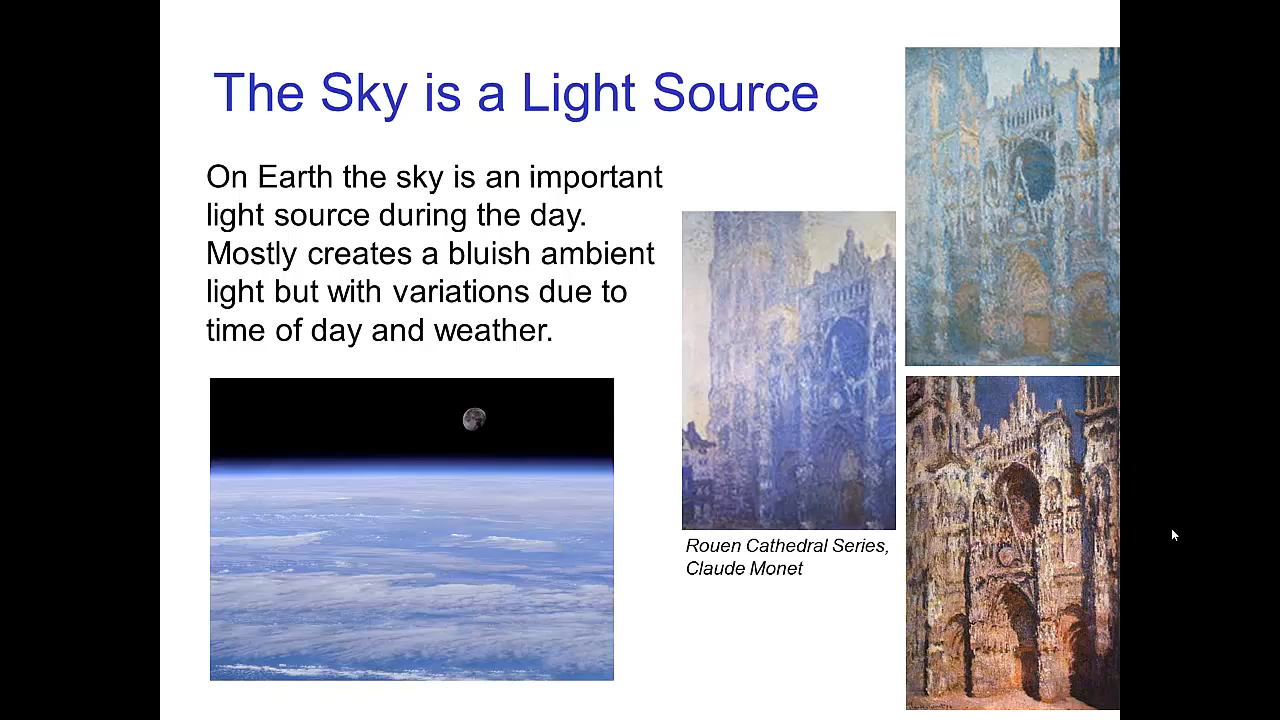 The Sky is a Light Source
On Earth the sky is an important
light source during the day.
Mostly creates a bluish ambient
light but with variations due to
time of day and weather.
Rouen Cathedral Series,
Claude Monet